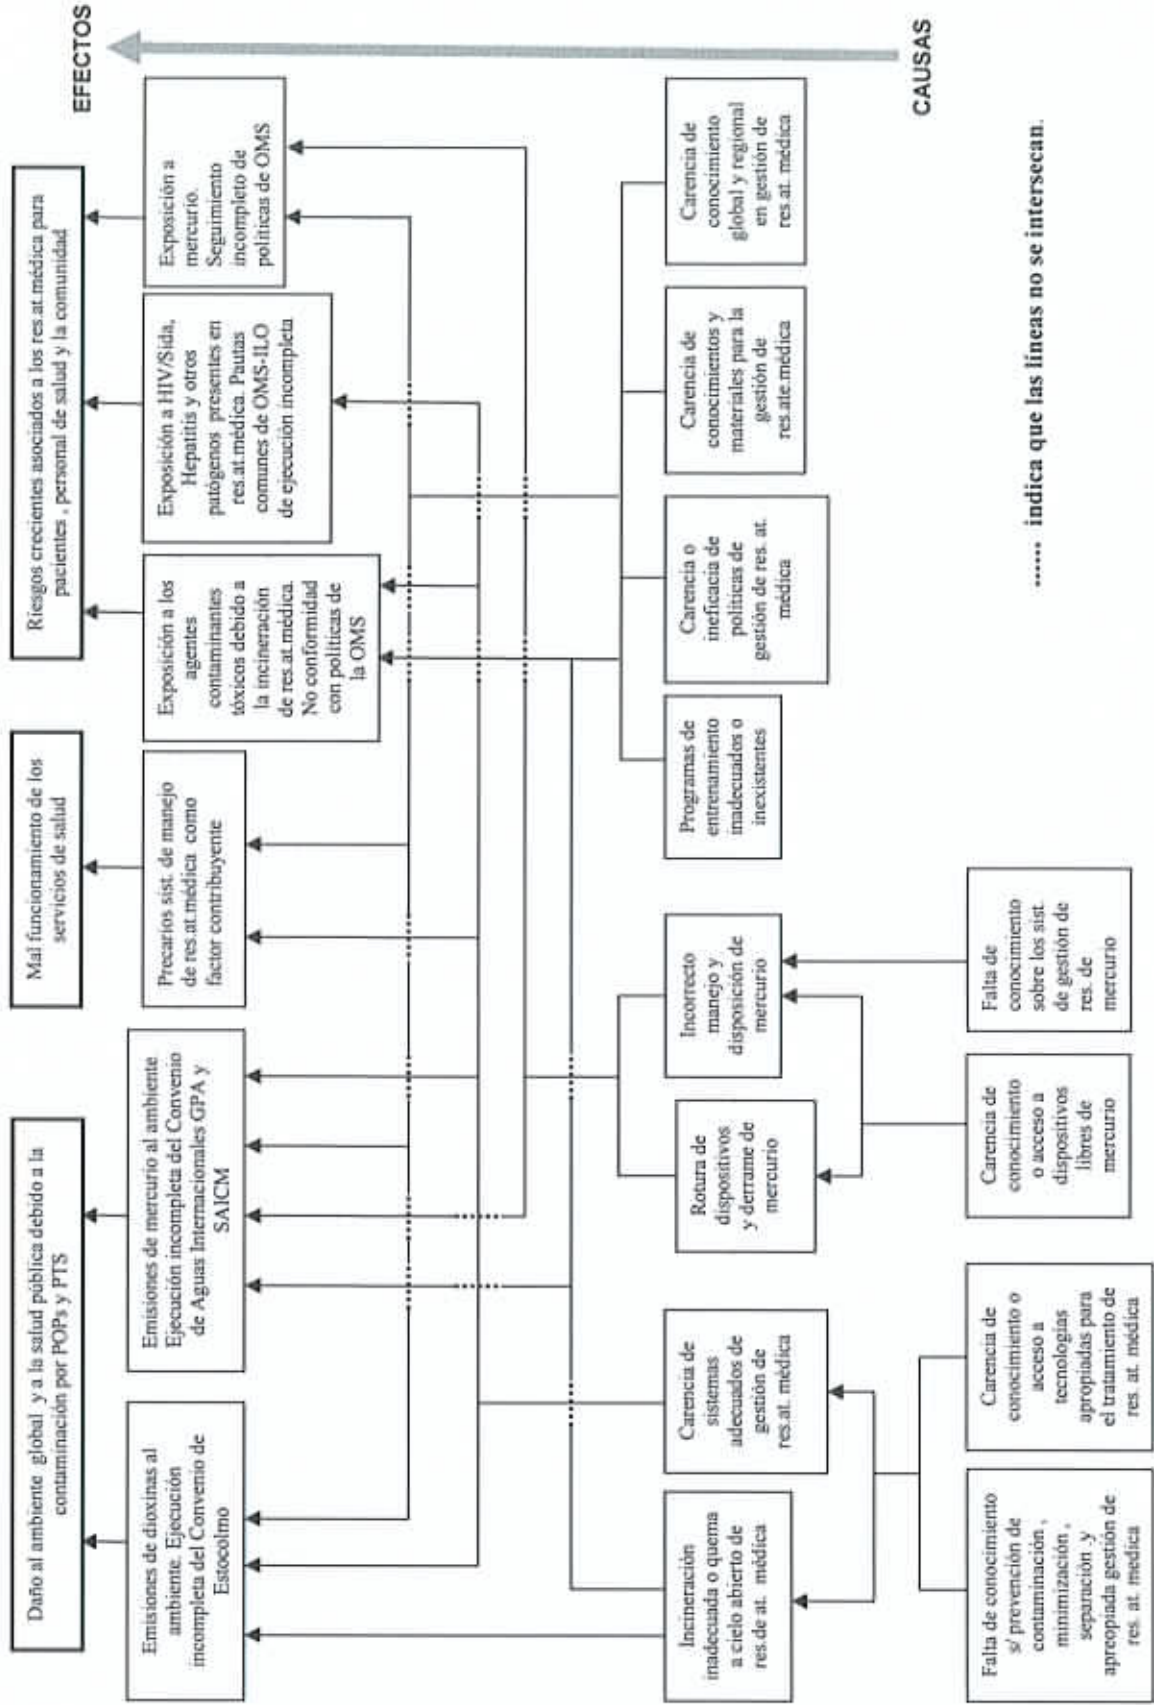 EFECTOS
Daño al ambiente global y a la salud pública debido a la
contaminación por POPs y PTS
Mal funcionamiento de los
servicios de salud
Riesgos crecientes asociados a los res.at.médica para
pacientes , personal de salud y la comunidad
Emisiones de dioxinas al
ambiente. Ejecución
incompleta del Convenio de
Estocolmo
Emisiones de mercurio al ambiente
Ejecución incompleta del Convenio
de Aguas Internacionales GPA y
SAICM
Precarios sist. de manejo
de res.at.médica como
factor contribuyente
Exposición a los
agentes
contaminantes
tóxicos debido a
la incineración
de res.at.médica.
No conformidad
con políticas de
la OMS
Exposición a HIV/Sida,
Hepatitis y otros
patógenos presentes en
res.at.médica. Pautas
comunes de OMS-ILO
de ejecución incompleta
Exposición a
mercurio.
Seguimiento
incompleto de
políticas de OMS
Incineración
inadecuada o quema
a cielo abierto de
res.de at. médica
Carencia de
sistemas
adecuados de
gestión de
res.at. médica
Rotura de
dispositivos
y derrame de
mercurio
Incorrecto
manejo y
disposición de
mercurio
Programas de
entrenamiento
inadecuados o
inexistentes
Carencia o
ineficacia de
políticas de
gestión de res. at.
médica
Carencia de
conocimientos y
materiales para la
gestión de
res.ate.médica
Carencia de
conocimiento
global y regional
en gestión de
res.at. médica
Falta de conocimiento
s/ prevención de
contaminación ,
minimización ,
separación y
apropiada gestión de
res. at. medica
Carencia de
conocimiento o
acceso a
tecnologías
apropiadas para
el tratamiento de
res. at. médica
Carencia de
conocimiento
o acceso a
dispositivos
libres de
mercurio
Falta de
conocimiento
sobre los sist.
de gestión de
res. de
mercurio
CAUSAS
...... indica que las líneas no se intersecan.